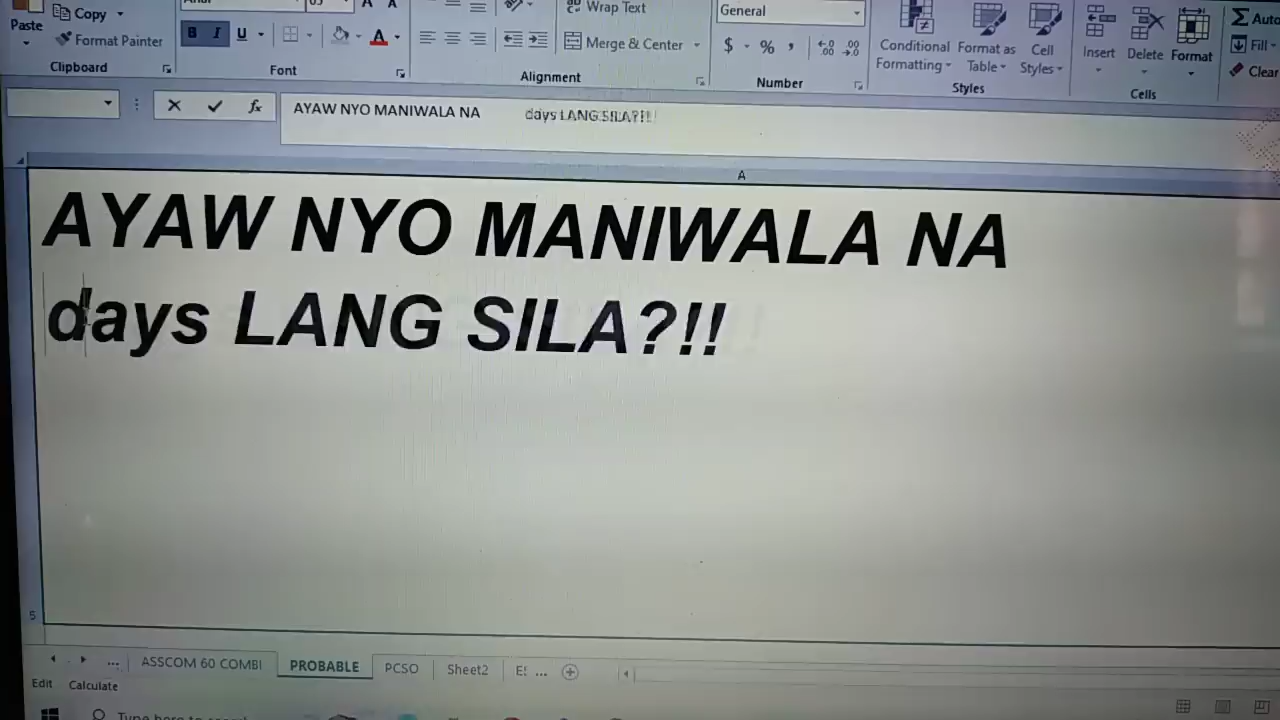 Paste
Copy
Format Painter
Clipboard
B I U A
Font
Alignment
Wrap Text
Merge & Center
General
$ % ,
Number
Conditional Formatting
Format as Table
Cell Styles
Styles
Insert
Delete
Format
Cells
Auto
Fill
Clear
fx
AYAW NYO MANIWALA NA days LANG SILA?!!
A
AYAW NYO MANIWALA NA
days LANG SILA?!!
5
... ASSCOM 60 COMBI PROBABLE PCSO Sheet2 E! ...
Edit Calculate